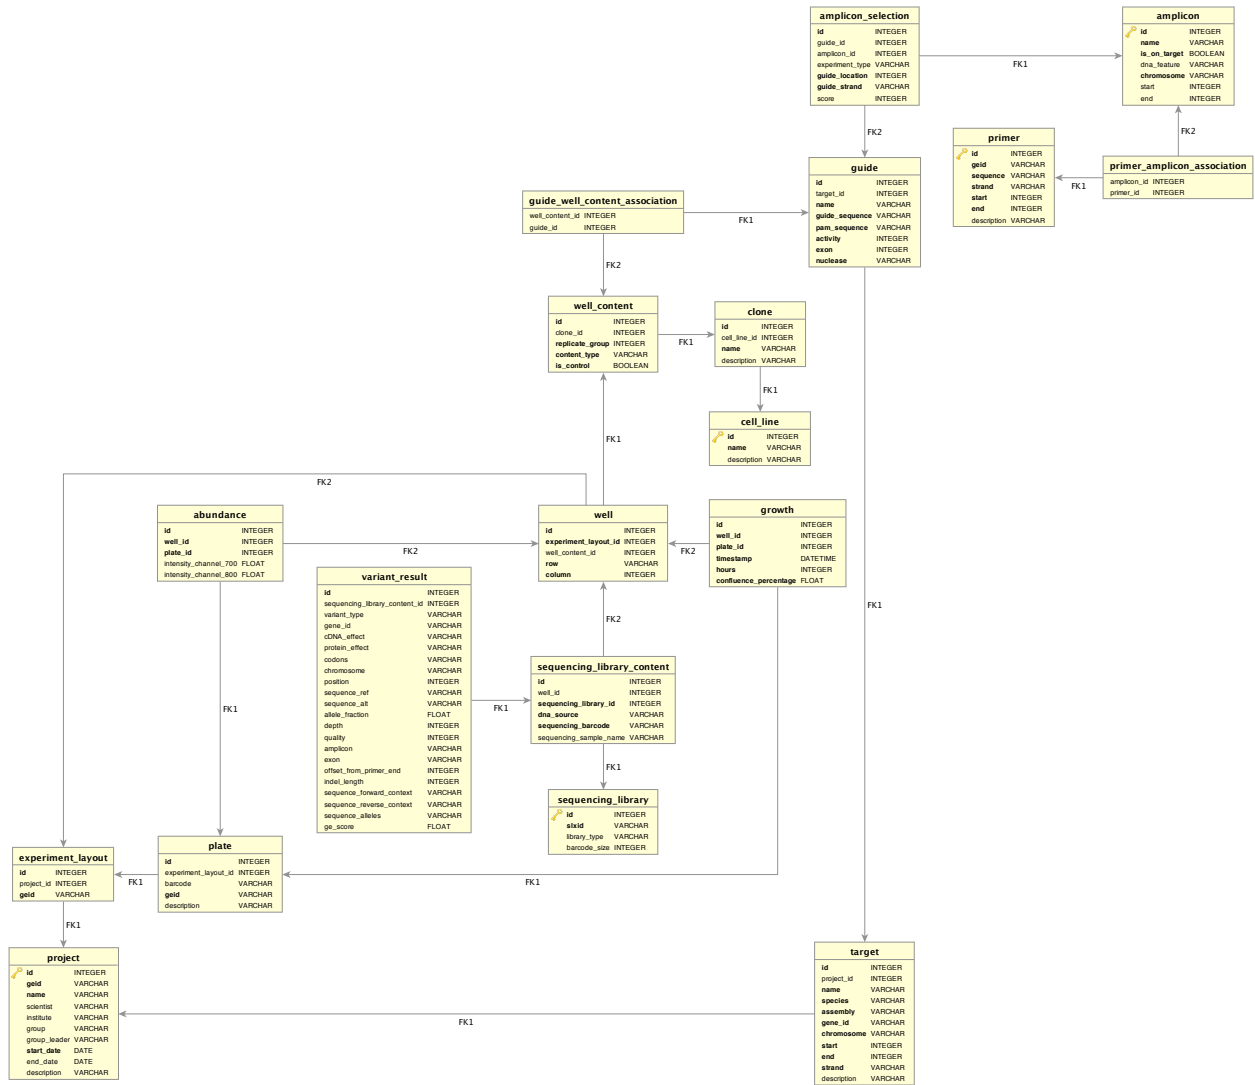 amplicon_selection
id INTEGER
guide_id INTEGER
amplicon_id INTEGER
experiment_type VARCHAR
guide_location INTEGER
guide_strand VARCHAR
score INTEGER
FK1
FK2
amplicon
id INTEGER
name VARCHAR
is_on_target BOOLEAN
dna_feature VARCHAR
chromosome VARCHAR
start INTEGER
end INTEGER
FK2
primer
id INTEGER
geid VARCHAR
sequence VARCHAR
strand VARCHAR
start INTEGER
end INTEGER
description VARCHAR
FK1
primer_amplicon_association
amplicon_id INTEGER
primer_id INTEGER
guide
id INTEGER
target_id INTEGER
name VARCHAR
guide_sequence VARCHAR
pam_sequence VARCHAR
activity INTEGER
exon INTEGER
nuclease VARCHAR
guide_well_content_association
well_content_id INTEGER
guide_id INTEGER
FK1
FK2
well_content
id INTEGER
clone_id INTEGER
replicate_group INTEGER
content_type VARCHAR
is_control BOOLEAN
FK1
clone
id INTEGER
cell_line_id INTEGER
name VARCHAR
description VARCHAR
FK1
cell_line
id INTEGER
name VARCHAR
description VARCHAR
FK1
FK2
abundance
id INTEGER
well_id INTEGER
plate_id INTEGER
intensity_channel_700 FLOAT
intensity_channel_800 FLOAT
FK2
well
id INTEGER
experiment_layout_id INTEGER
well_content_id INTEGER
row VARCHAR
column INTEGER
FK2
growth
id INTEGER
well_id INTEGER
plate_id INTEGER
timestamp DATETIME
hours INTEGER
confluence_percentage FLOAT
FK1
variant_result
id INTEGER
sequencing_library_content_id INTEGER
variant_type VARCHAR
gene_id VARCHAR
cDNA_effect VARCHAR
protein_effect VARCHAR
codons VARCHAR
chromosome VARCHAR
position INTEGER
sequence_ref VARCHAR
sequence_alt VARCHAR
allele_fraction FLOAT
depth INTEGER
quality INTEGER
amplicon VARCHAR
exon VARCHAR
offset_from_primer_end INTEGER
indel_length INTEGER
sequence_forward_context VARCHAR
sequence_reverse_context VARCHAR
sequence_alleles VARCHAR
ge_score FLOAT
FK1
FK2
sequencing_library_content
id INTEGER
well_id INTEGER
sequencing_library_id INTEGER
dna_source VARCHAR
sequencing_barcode VARCHAR
sequencing_sample_name VARCHAR
FK1
FK1
sequencing_library
id INTEGER
slxid VARCHAR
library_type VARCHAR
barcode_size INTEGER
experiment_layout
id INTEGER
project_id INTEGER
geid VARCHAR
FK1
plate
id INTEGER
experiment_layout_id INTEGER
barcode VARCHAR
geid VARCHAR
description VARCHAR
FK1
FK1
project
id INTEGER
geid VARCHAR
name VARCHAR
scientist VARCHAR
institute VARCHAR
group VARCHAR
group_leader VARCHAR
start_date DATE
end_date DATE
description VARCHAR
FK1
target
id INTEGER
project_id INTEGER
name VARCHAR
species VARCHAR
assembly VARCHAR
gene_id VARCHAR
chromosome VARCHAR
start INTEGER
end INTEGER
strand VARCHAR
description VARCHAR